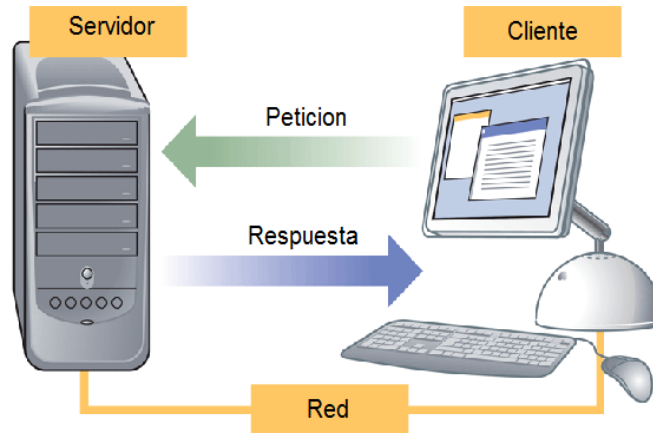 Servidor
Cliente
Peticion
Respuesta
Red